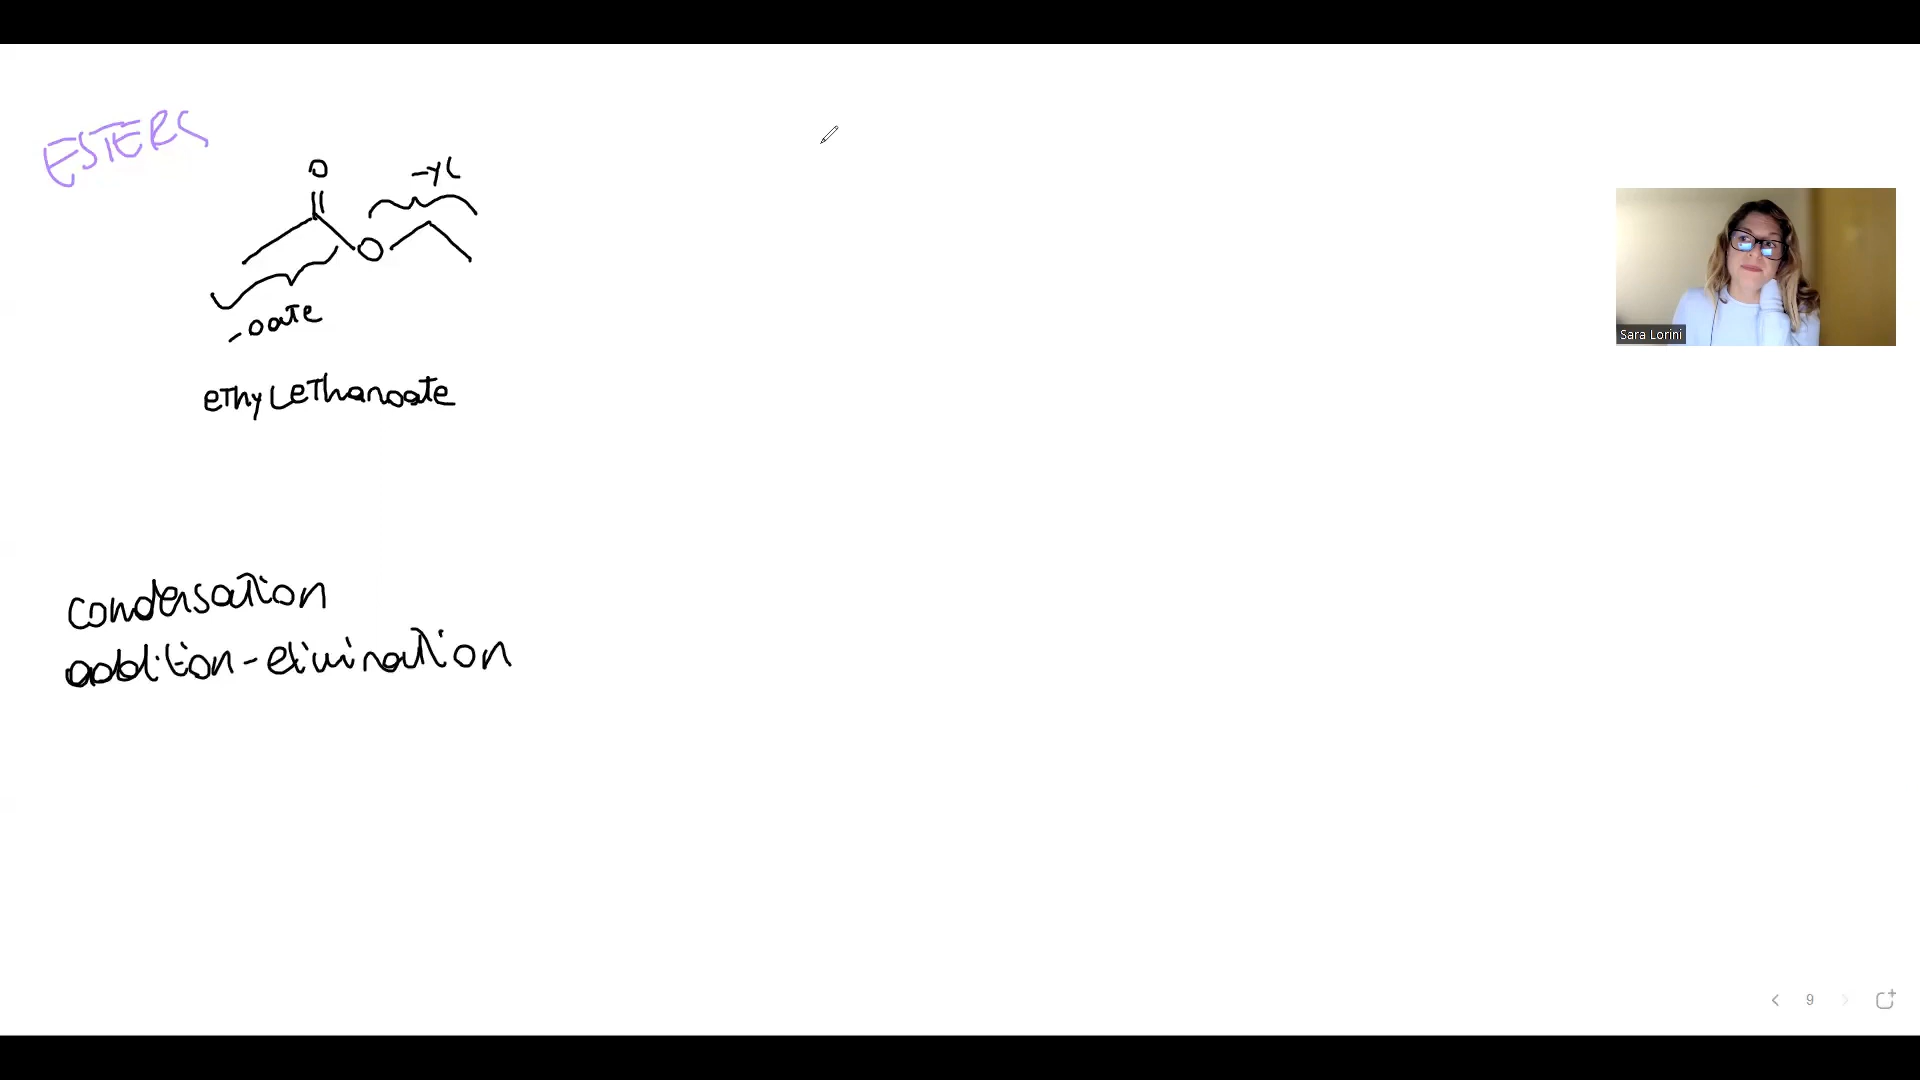 ESTERS
O
-yl
O
-oate
ethylethanoate
Sara Lorini
condensation
addition-elimination
9